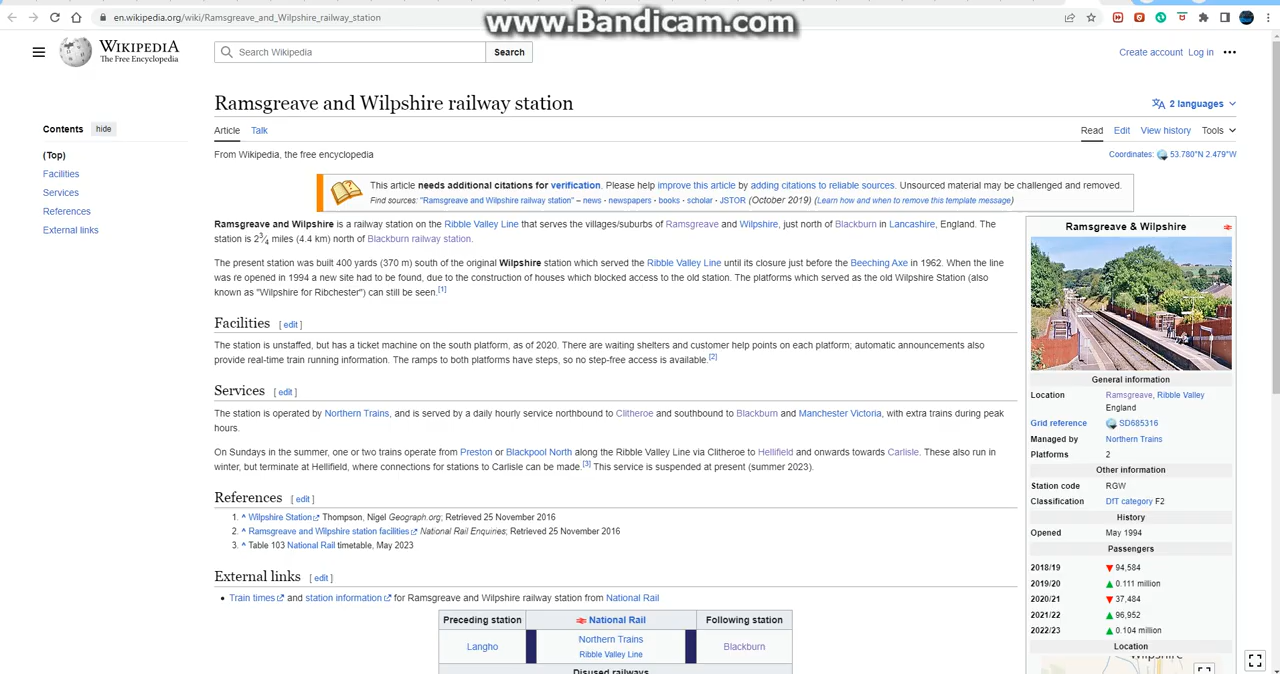 en.wikipedia.org/wiki/Ramsgreave_and_Wilpshire_railway_station
www.Bandicam.com
WIKIPEDIA
The Free Encyclopedia
Search Wikipedia
Search
Create account Log in
Ramsgreave and Wilpshire railway station
2 languages
Contents hide
(Top)
Facilities
Services
References
External links
Article Talk
Read Edit View history Tools
From Wikipedia, the free encyclopedia
Coordinates: 53.780°N 2.479°W
This article needs additional citations for verification. Please help improve this article by adding citations to reliable sources. Unsourced material may be challenged and removed.
Find sources: "Ramsgreave and Wilpshire railway station" – news · newspapers · books · scholar · JSTOR (October 2019) (Learn how and when to remove this template message)
Ramsgreave and Wilpshire is a railway station on the Ribble Valley Line that serves the villages/suburbs of Ramsgreave and Wilpshire, just north of Blackburn in Lancashire, England. The
station is 2 3⁄4 miles (4.4 km) north of Blackburn railway station.
The present station was built 400 yards (370 m) south of the original Wilpshire station which served the Ribble Valley Line until its closure just before the Beeching Axe in 1962. When the line
was re opened in 1994 a new site had to be found, due to the construction of houses which blocked access to the old station. The platforms which served as the old Wilpshire Station (also
known as "Wilpshire for Ribchester") can still be seen.[1]
Facilities [ edit ]
The station is unstaffed, but has a ticket machine on the south platform, as of 2020. There are waiting shelters and customer help points on each platform; automatic announcements also
provide real-time train running information. The ramps to both platforms have steps, so no step-free access is available.[2]
Services [ edit ]
The station is operated by Northern Trains, and is served by a daily hourly service northbound to Clitheroe and southbound to Blackburn and Manchester Victoria, with extra trains during peak
hours.
On Sundays in the summer, one or two trains operate from Preston or Blackpool North along the Ribble Valley Line via Clitheroe to Hellifield and onwards towards Carlisle. These also run in
winter, but terminate at Hellifield, where connections for stations to Carlisle can be made.[3] This service is suspended at present (summer 2023).
References [ edit ]
1. ^ Wilpshire Station Thompson, Nigel Geograph.org; Retrieved 25 November 2016
2. ^ Ramsgreave and Wilpshire station facilities National Rail Enquiries; Retrieved 25 November 2016
3. ^ Table 103 National Rail timetable, May 2023
External links [ edit ]
• Train times and station information for Ramsgreave and Wilpshire railway station from National Rail
Preceding station National Rail Following station
Langho
Northern Trains
Ribble Valley Line
Blackburn
Disused railways
Ramsgreave & Wilpshire
General information
Location Ramsgreave, Ribble Valley
England
Grid reference SD685316
Managed by Northern Trains
Platforms 2
Other information
Station code RGW
Classification DfT category F2
History
Opened May 1994
Passengers
2018/19 ▼ 94,584
2019/20 ▲ 0.111 million
2020/21 ▼ 37,484
2021/22 ▲ 96,952
2022/23 ▲ 0.104 million
Location
Wilpshire